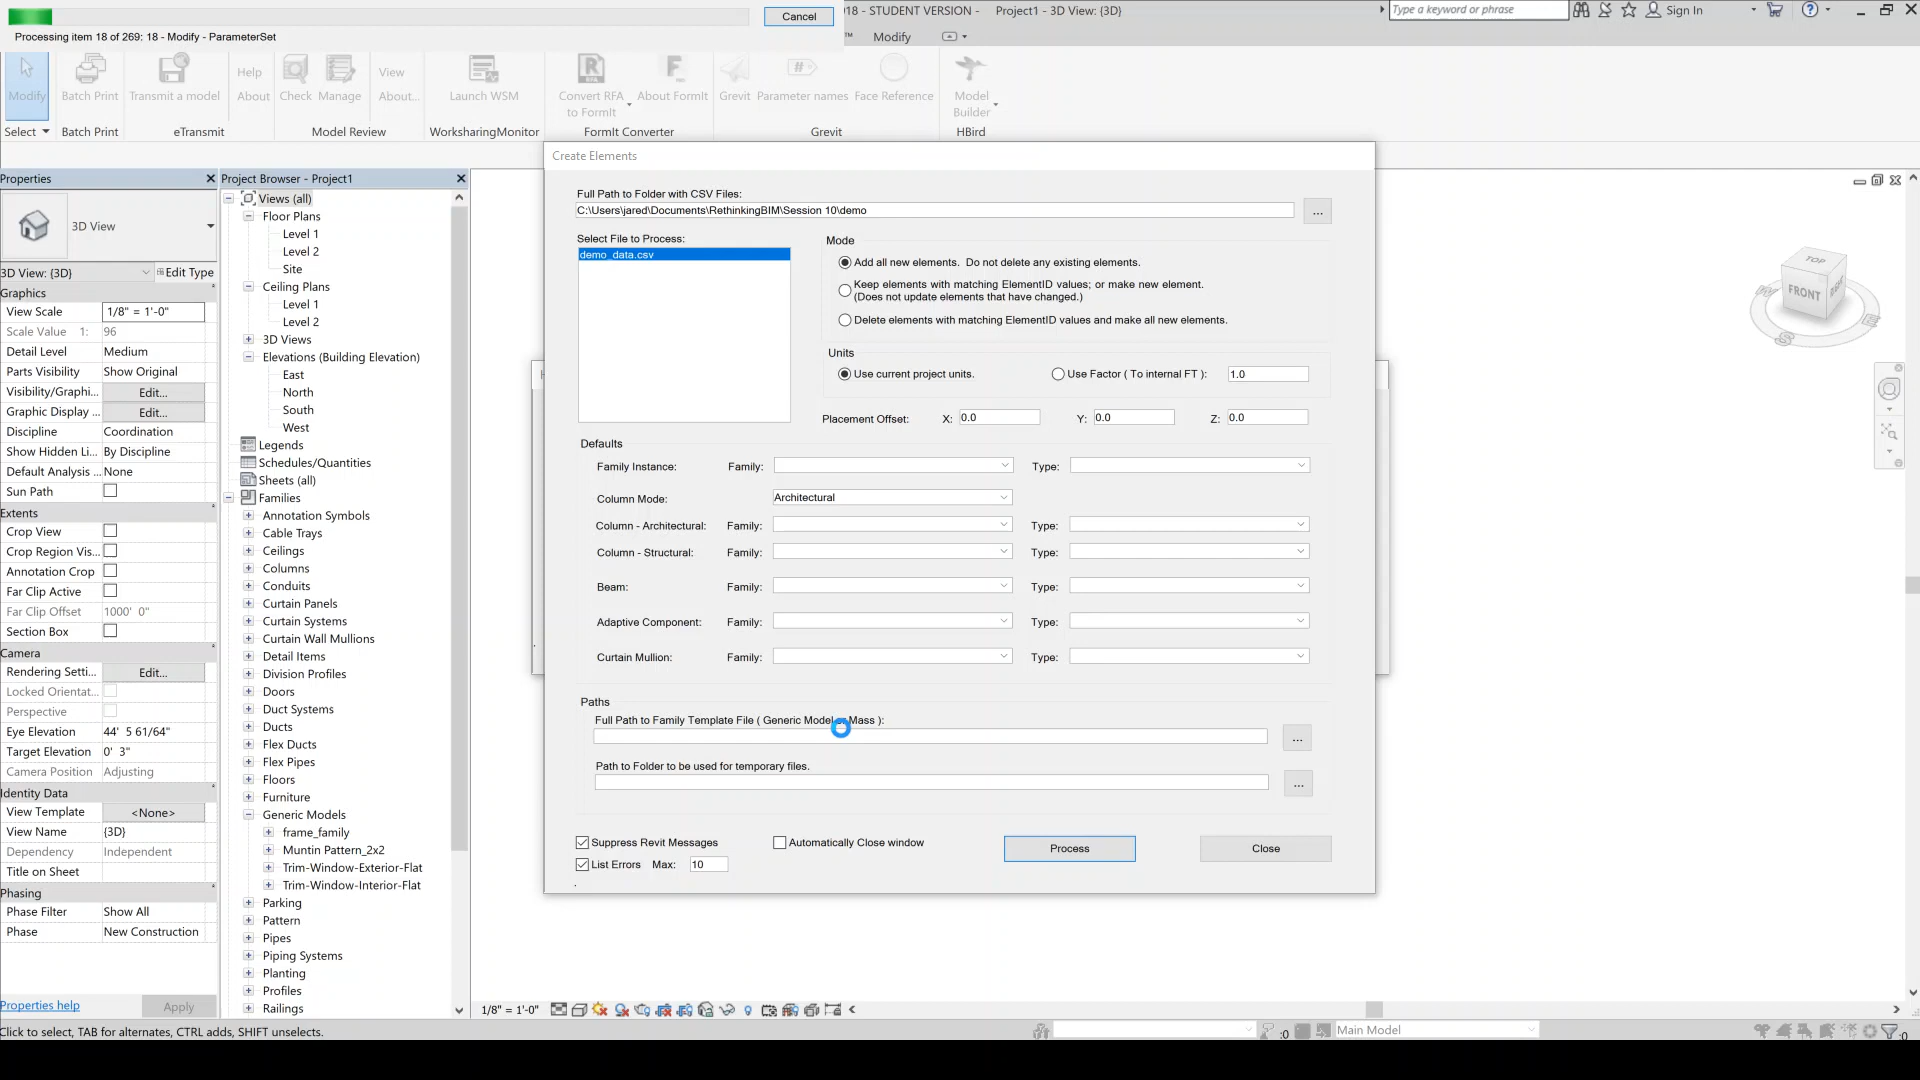 Cancel
18 - STUDENT VERSION - Project1 - 3D View: {3D}
Type a keyword or phrase
Sign In
Processing item 18 of 269: 18 - Modify - ParameterSet
Modify
Modify
Batch Print
Transmit a model
Help
About
Check
Manage
View
About...
Launch WSM
Convert RFA
to FormIt
About FormIt
Grevit
Parameter names
Face Reference
Model
Builder
Select
Batch Print
eTransmit
Model Review
WorksharingMonitor
FormIt Converter
Grevit
HBird
Properties
3D View
3D View: {3D}
Edit Type
Graphics
View Scale 1/8" = 1'-0"
Scale Value 1: 96
Detail Level Medium
Parts Visibility Show Original
Visibility/Graphi... Edit...
Graphic Display ... Edit...
Discipline Coordination
Show Hidden Li... By Discipline
Default Analysis ... None
Sun Path
Extents
Crop View
Crop Region Vis...
Annotation Crop
Far Clip Active
Far Clip Offset 1000' 0"
Section Box
Camera
Rendering Setti... Edit...
Locked Orientat...
Perspective
Eye Elevation 44' 5 61/64"
Target Elevation 0' 3"
Camera Position Adjusting
Identity Data
View Template <None>
View Name {3D}
Dependency Independent
Title on Sheet
Phasing
Phase Filter Show All
Phase New Construction
Properties help
Apply
Project Browser - Project1
Views (all)
Floor Plans
Level 1
Level 2
Site
Ceiling Plans
Level 1
Level 2
3D Views
Elevations (Building Elevation)
East
North
South
West
Legends
Schedules/Quantities
Sheets (all)
Families
Annotation Symbols
Cable Trays
Ceilings
Columns
Conduits
Curtain Panels
Curtain Systems
Curtain Wall Mullions
Detail Items
Division Profiles
Doors
Duct Systems
Ducts
Flex Ducts
Flex Pipes
Floors
Furniture
Generic Models
frame_family
Muntin Pattern_2x2
Trim-Window-Exterior-Flat
Trim-Window-Interior-Flat
Parking
Pattern
Pipes
Piping Systems
Planting
Profiles
Railings
Create Elements
Full Path to Folder with CSV Files:
C:\Users\jared\Documents\RethinkingBIM\Session 10\demo
...
Select File to Process:
demo_data.csv
Mode
Add all new elements. Do not delete any existing elements.
Keep elements with matching ElementID values; or make new element.
(Does not update elements that have changed.)
Delete elements with matching ElementID values and make all new elements.
Units
Use current project units.
Use Factor ( To internal FT ): 1.0
Placement Offset: X: 0.0 Y: 0.0 Z: 0.0
Defaults
Family Instance: Family: Type:
Column Mode: Architectural
Column - Architectural: Family: Type:
Column - Structural: Family: Type:
Beam: Family: Type:
Adaptive Component: Family: Type:
Curtain Mullion: Family: Type:
Paths
Full Path to Family Template File ( Generic Model or Mass ):
...
Path to Folder to be used for temporary files.
...
Suppress Revit Messages
Automatically Close window
Process
Close
List Errors Max: 10
TOP
FRONT
RIGHT
W
S
E
1/8" = 1'-0"
Click to select, TAB for alternates, CTRL adds, SHIFT unselects.
:0
Main Model
:0